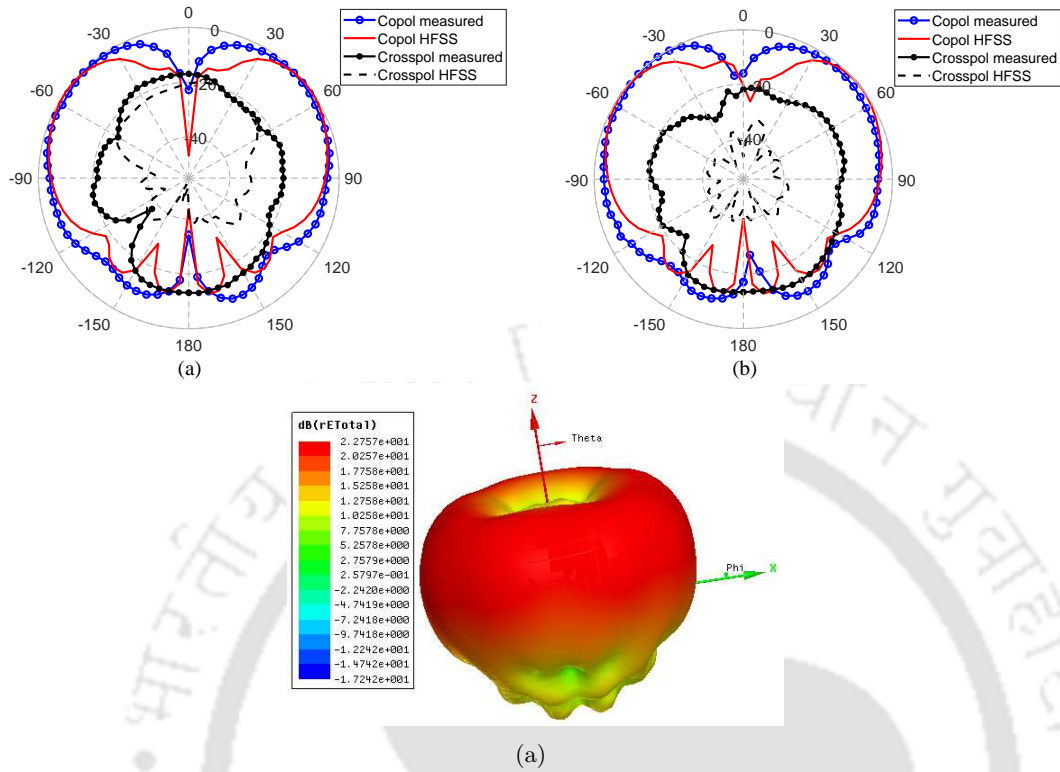 Copol measured
Copol HFSS
Crosspol measured
Crosspol HFSS
0
-30
30
0
-20
-40
-60
60
-90
90
-120
120
-150
150
180
(a)
Copol measured
Copol HFSS
Crosspol measured
Crosspol HFSS
0
-30
30
0
-20
-40
-60
60
-90
90
-120
120
-150
150
180
(b)
dB(rETotal)
2.2757e+001
2.0257e+001
1.7758e+001
1.5258e+001
1.2758e+001
1.0258e+001
7.7578e+000
5.2578e+000
2.7579e+000
2.5797e-001
-2.2420e+000
-4.7419e+000
-7.2418e+000
-9.7418e+000
-1.2242e+001
-1.4742e+001
-1.7242e+001
Z
Theta
Phi
X
(a)